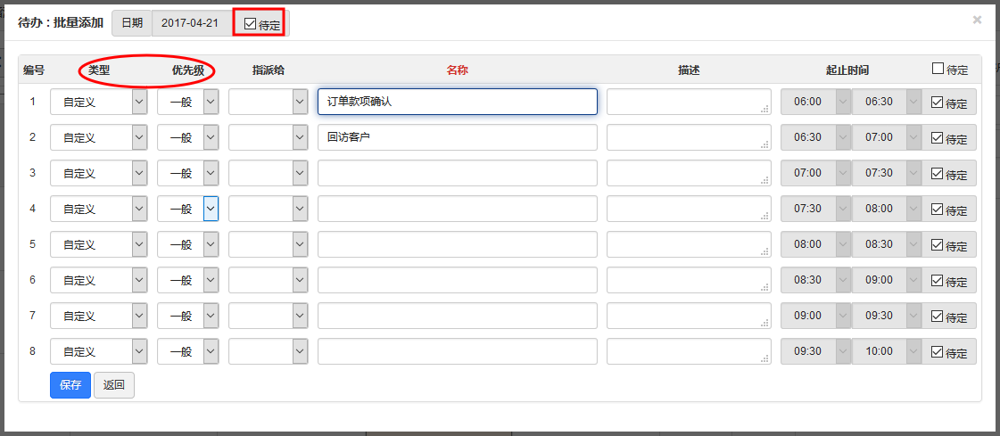 待办：批量添加 日期 2017-04-21 待定
编号 类型 优先级 指派给 名称 描述 起止时间 待定
1 自定义 一般 订单款项确认 06:00 06:30 待定
2 自定义 一般 回访客户 06:30 07:00 待定
3 自定义 一般 07:00 07:30 待定
4 自定义 一般 07:30 08:00 待定
5 自定义 一般 08:00 08:30 待定
6 自定义 一般 08:30 09:00 待定
7 自定义 一般 09:00 09:30 待定
8 自定义 一般 09:30 10:00 待定
保存 返回